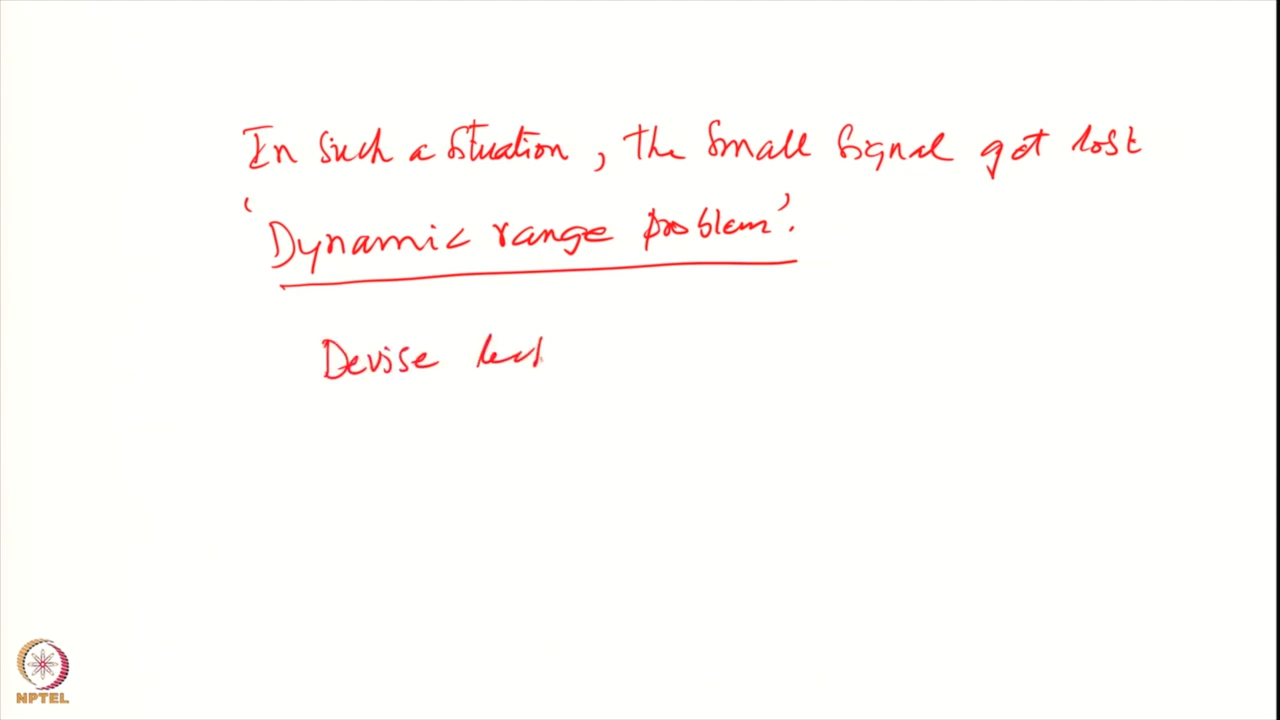 In such a situation, the small signal got lost
'Dynamic range problem'.
Devise
NPTEL